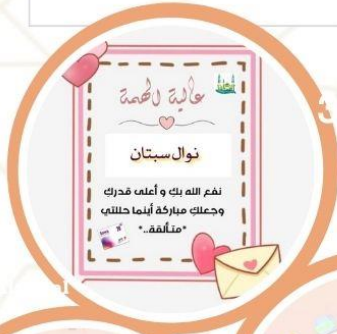 عالية الهمة
نوال سبتان
نفع الله بكِ و أعلى قدركِ
وجعلكِ مباركة أينما حللتي
"متألقة.."